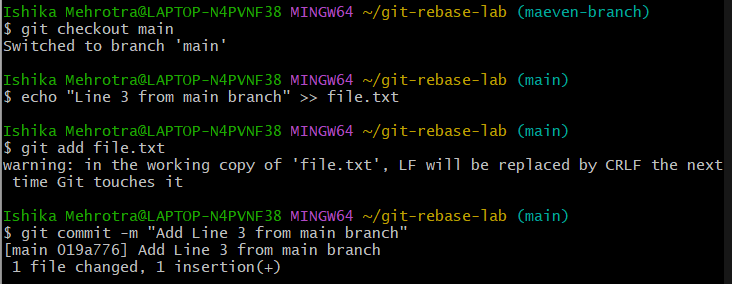 Ishika Mehrotra@LAPTOP-N4PVNF38 MINGW64 ~/git-rebase-lab (maeven-branch)
$ git checkout main
Switched to branch 'main'
Ishika Mehrotra@LAPTOP-N4PVNF38 MINGW64 ~/git-rebase-lab (main)
$ echo "Line 3 from main branch" >> file.txt
Ishika Mehrotra@LAPTOP-N4PVNF38 MINGW64 ~/git-rebase-lab (main)
$ git add file.txt
warning: in the working copy of 'file.txt', LF will be replaced by CRLF the next
 time Git touches it
Ishika Mehrotra@LAPTOP-N4PVNF38 MINGW64 ~/git-rebase-lab (main)
$ git commit -m "Add Line 3 from main branch"
[main 019a776] Add Line 3 from main branch
 1 file changed, 1 insertion(+)